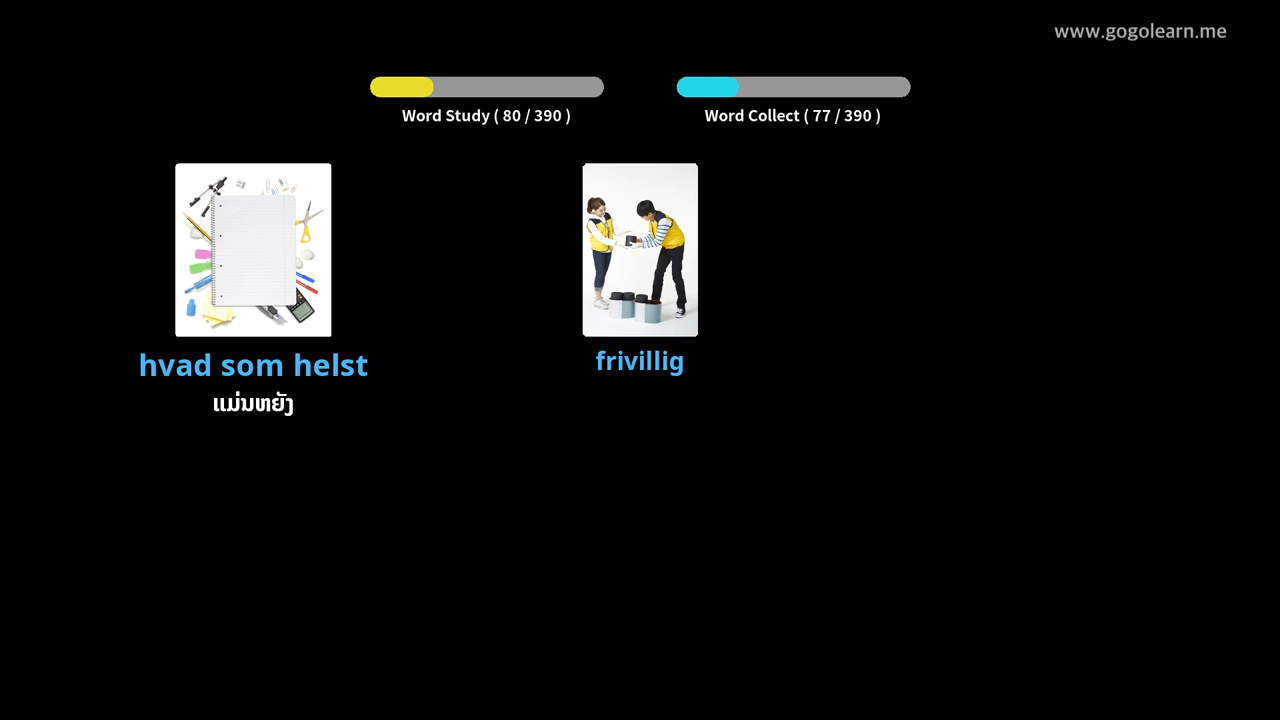 www.gogolearn.me
Word Study ( 80 / 390 )
Word Collect ( 77 / 390 )
hvad som helst
ແມ່ນຫຍັງ
frivillig